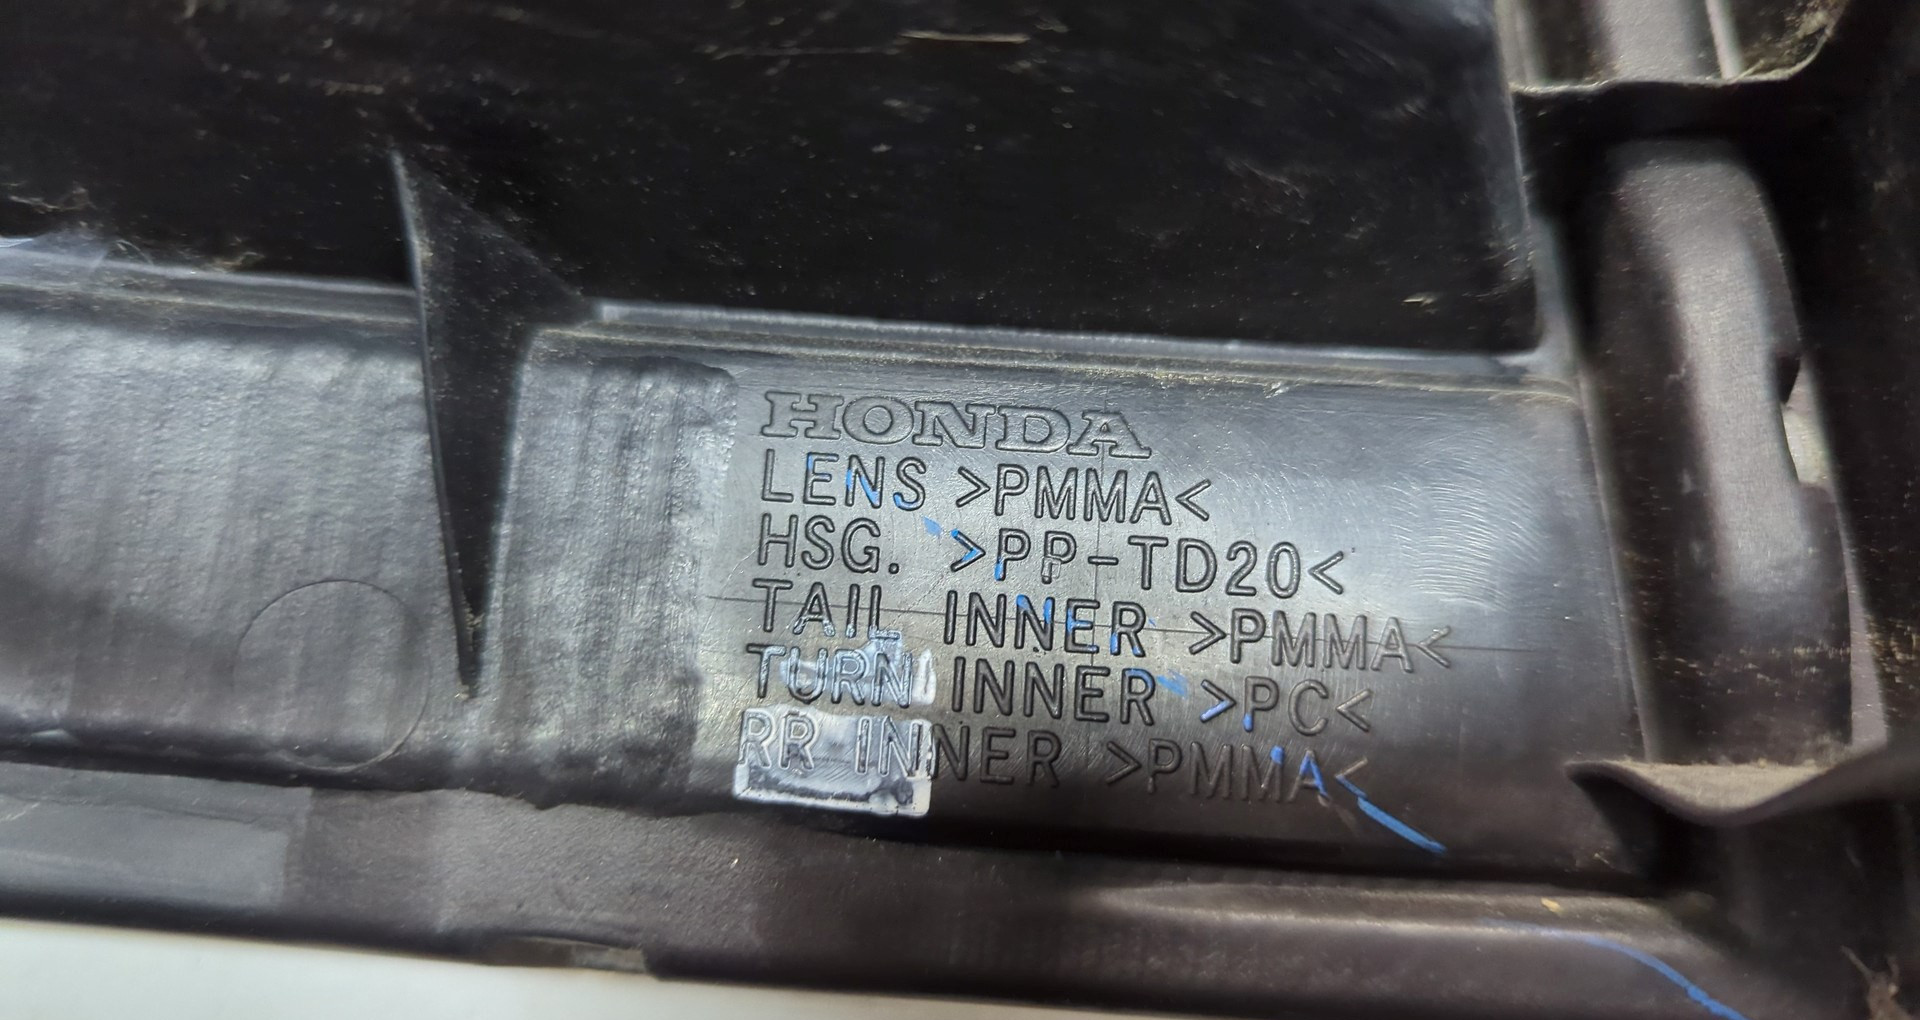 HONDA
LENS >PMMA<
HSG. >PP-TD20<
TAIL INNER >PMMA<
TURN INNER >PC<
RR INNER >PMMA<